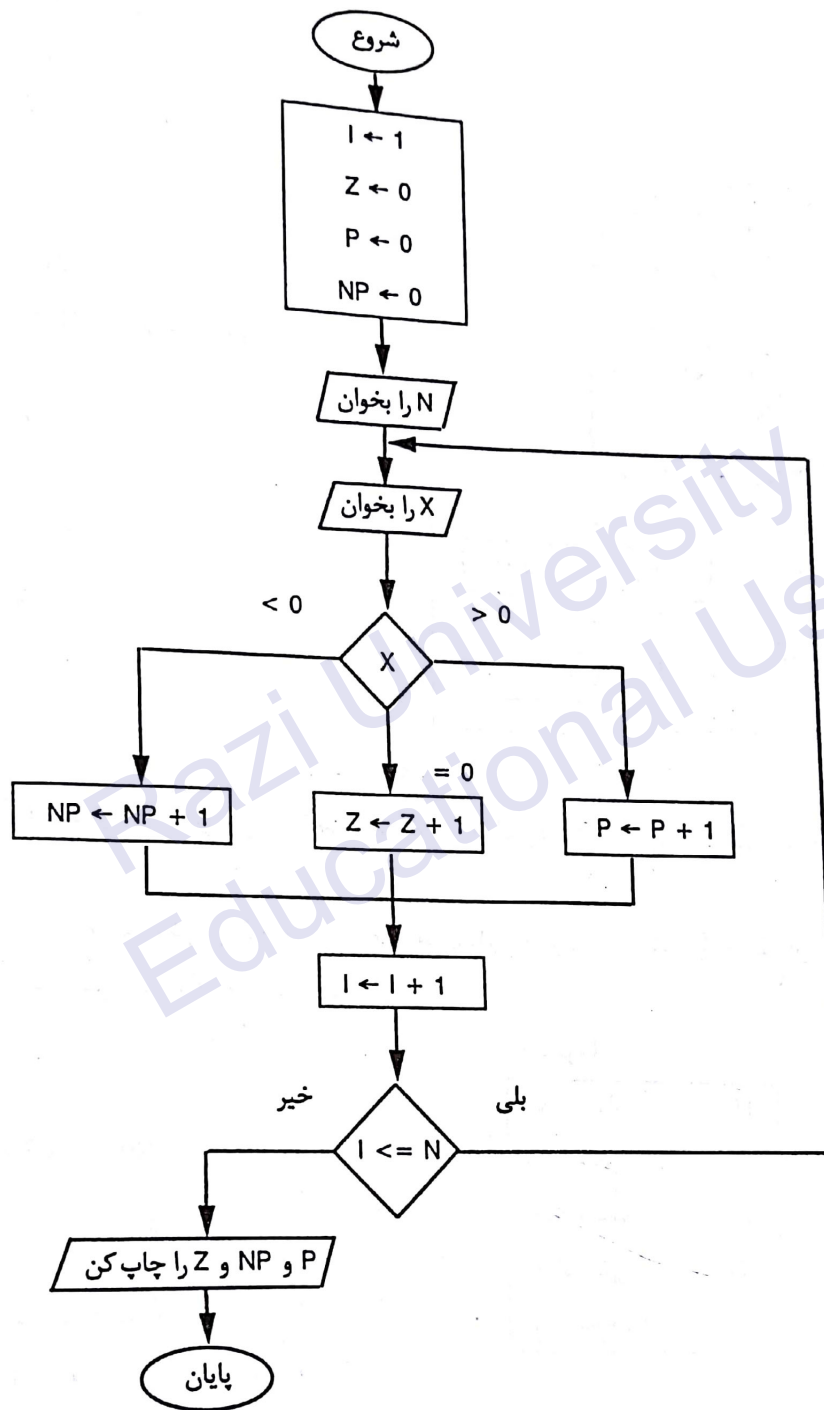 شروع
I ← 1
Z ← 0
P ← 0
NP ← 0
N را بخوان
X را بخوان
< 0
> 0
X
= 0
NP ← NP + 1
Z ← Z + 1
P ← P + 1
I ← I + 1
خیر
بلی
I <= N
P و NP و Z را چاپ کن
پایان
Razi University
Educational Us